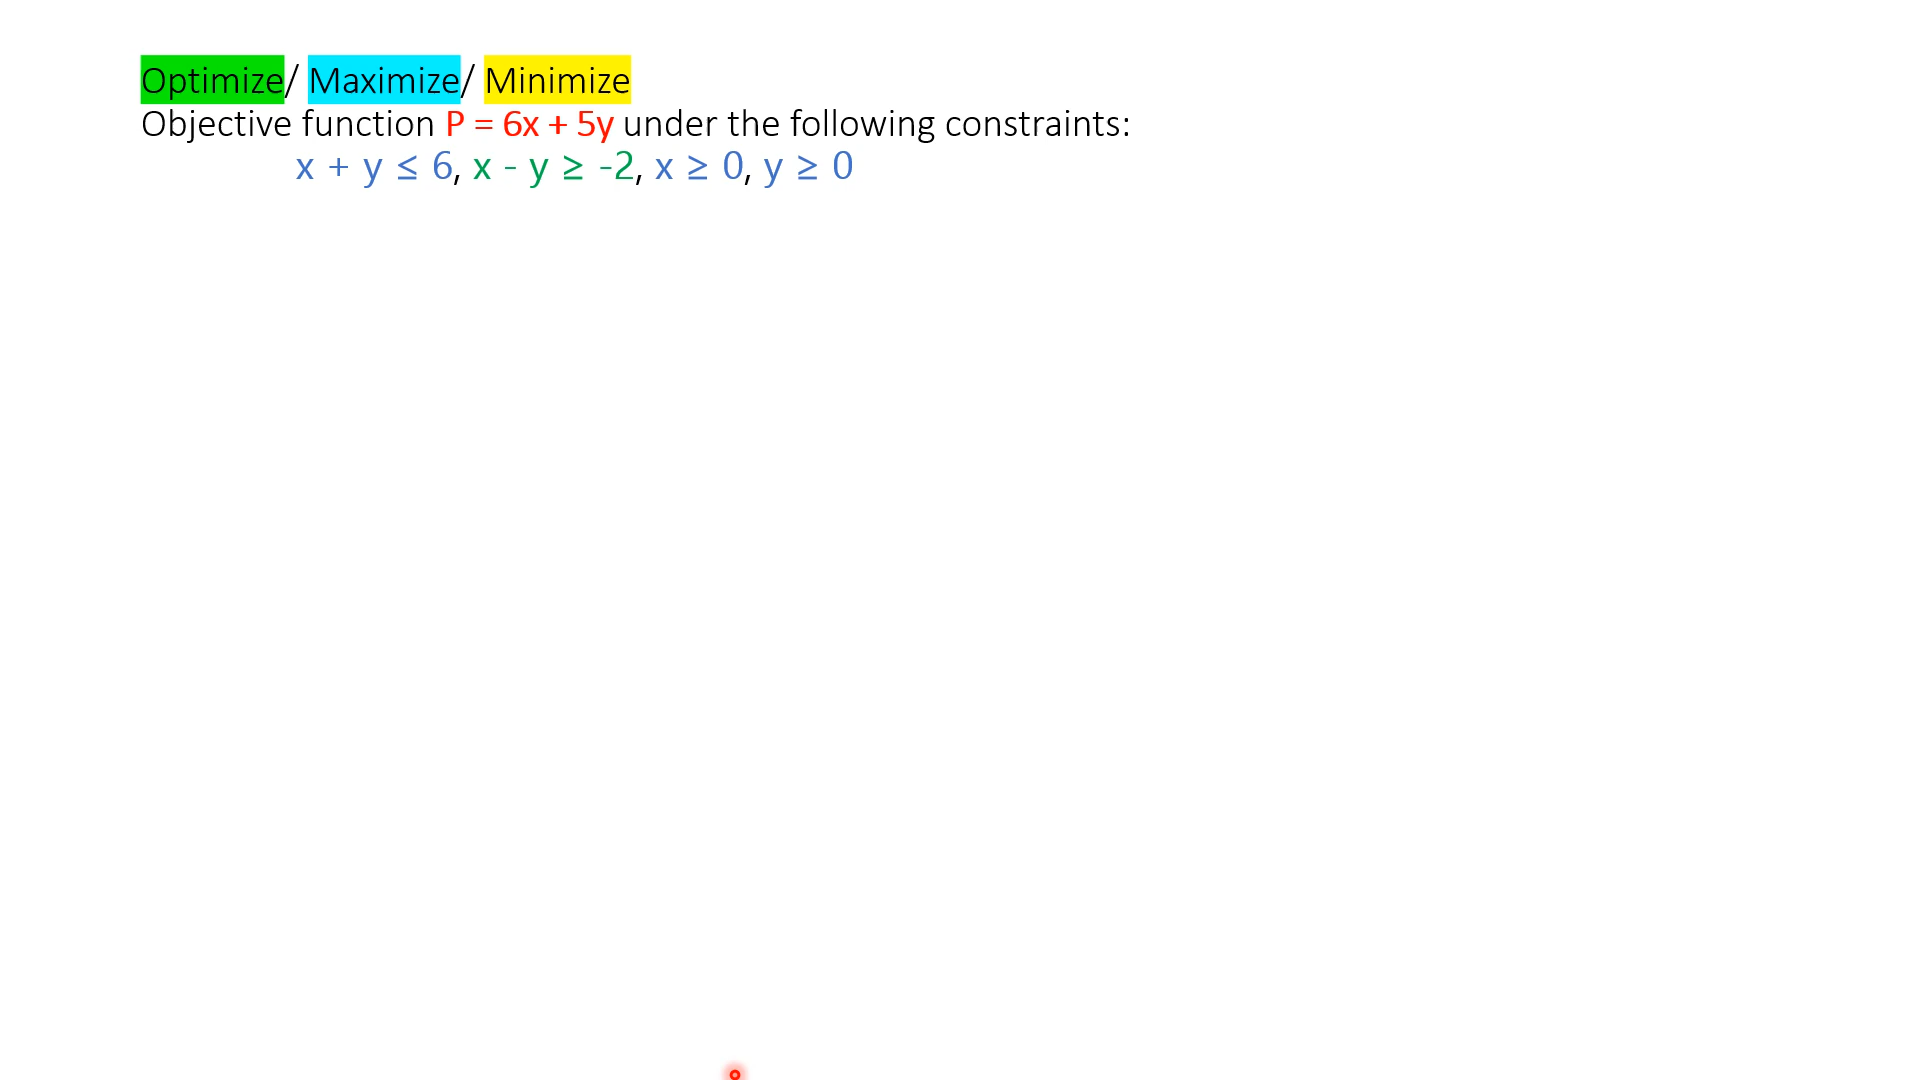 Optimize/ Maximize/ Minimize
Objective function P = 6x + 5y under the following constraints:
x + y ≤ 6, x - y ≥ -2, x ≥ 0, y ≥ 0